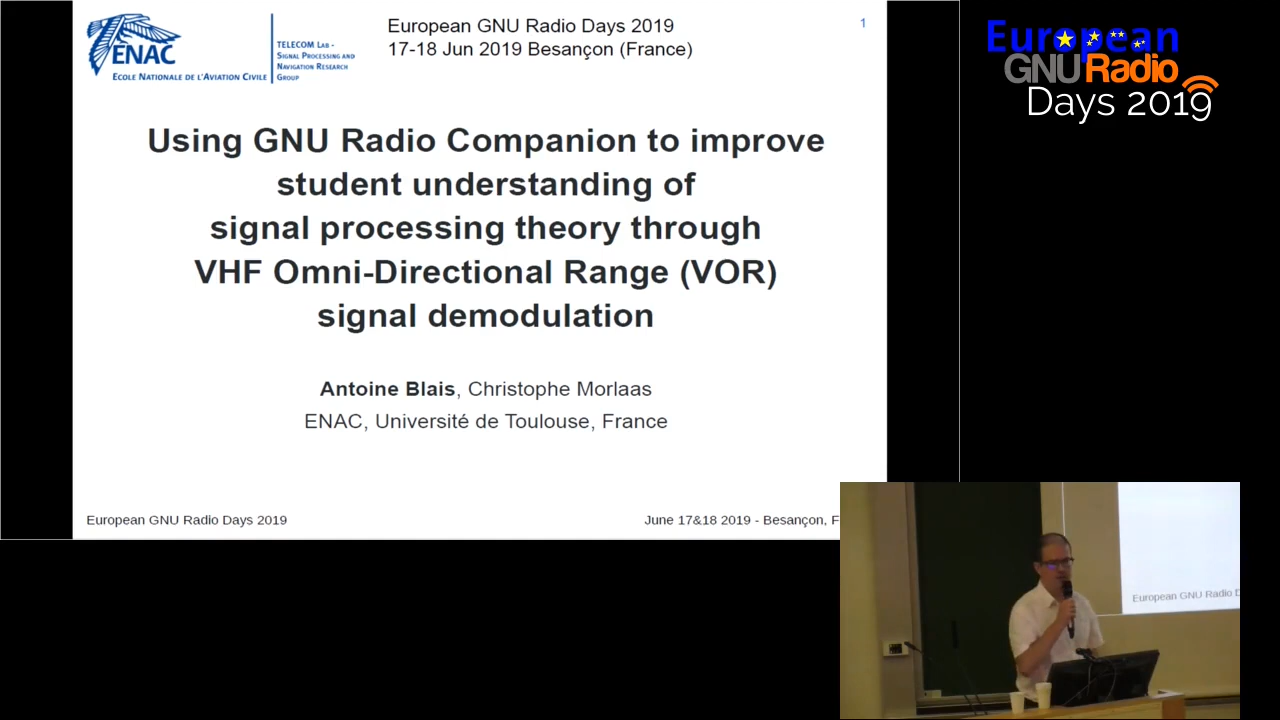 ENAC
ECOLE NATIONALE DE L'AVIATION CIVILE
TELECOM LAB -
SIGNAL PROCESSING AND
NAVIGATION RESEARCH
GROUP
European GNU Radio Days 2019
17-18 Jun 2019 Besançon (France)
1
Using GNU Radio Companion to improve
student understanding of
signal processing theory through
VHF Omni-Directional Range (VOR)
signal demodulation
Antoine Blais, Christophe Morlaas
ENAC, Université de Toulouse, France
European GNU Radio Days 2019
June 17&18 2019 - Besançon, F
European
GNU Radio
Days 2019
European GNU Radio D